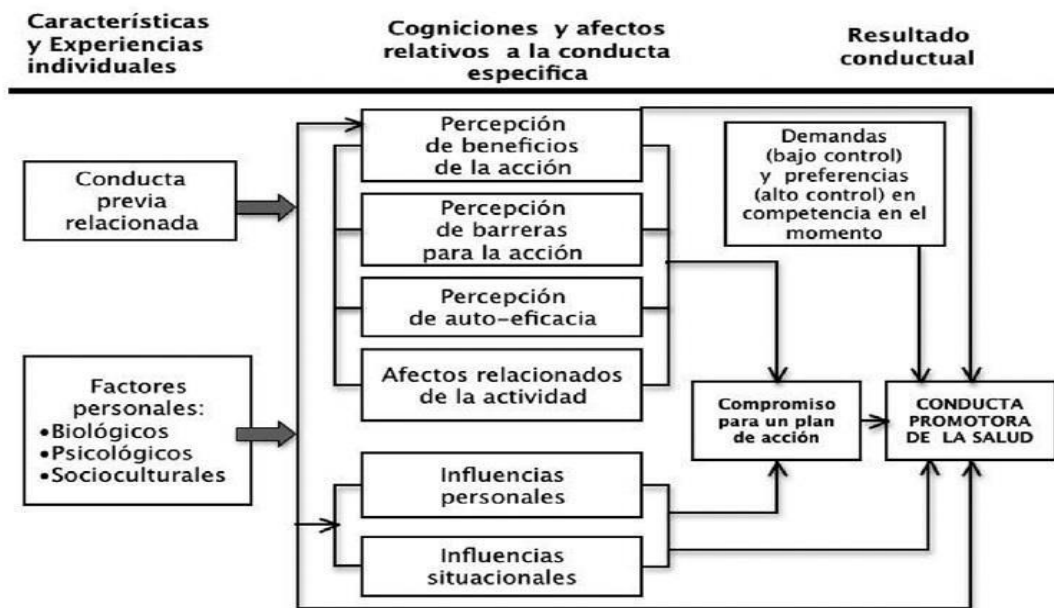 Características
y Experiencias
individuales
Cogniciones y afectos
relativos a la conducta
especifica
Resultado
conductual
Conducta
previa
relacionada
Factores
personales:
•Biológicos
•Psicológicos
•Socioculturales
Percepción
de beneficios
de la acción
Percepción
de barreras
para la acción
Percepción
de auto-eficacia
Afectos relacionados
de la actividad
Influencias
personales
Influencias
situacionales
Demandas
(bajo control)
y preferencias
(alto control) en
competencia en el
momento
Compromiso
para un plan
de acción
CONDUCTA
PROMOTORA
DE LA SALUD